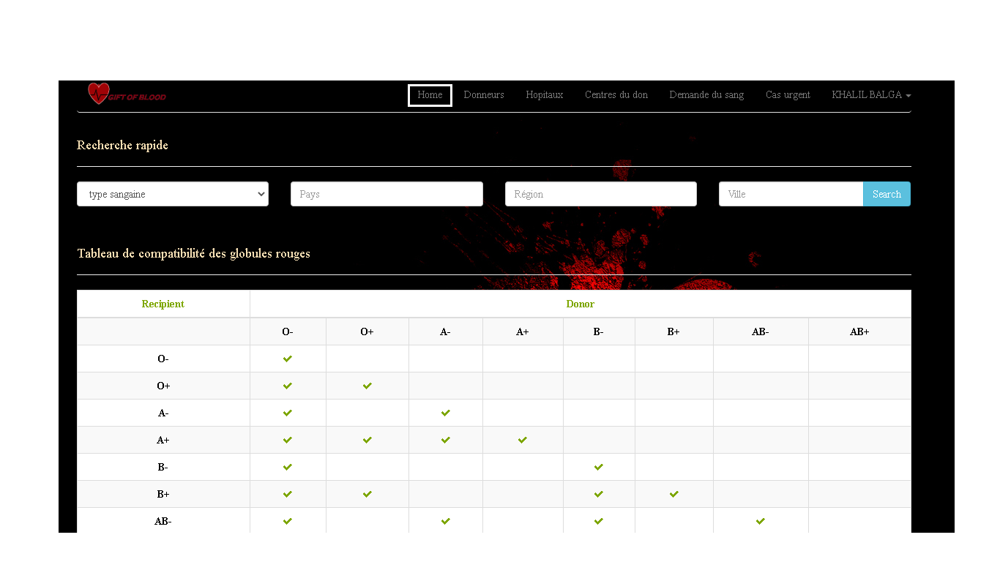 GIFT OF BLOOD
Home Donneurs Hopitaux Centres du don Demande du sang Cas urgent KHALIL BALGA
Recherche rapide
type sangaine Pays Région Ville Search
Tableau de compatibilité des globules rouges
Recipient Donor
O- O+ A- A+ B- B+ AB- AB+
O-
O+
A-
A+
B-
B+
AB-